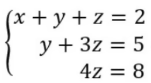 x + y + z = 2
y + 3z = 5
4z = 8